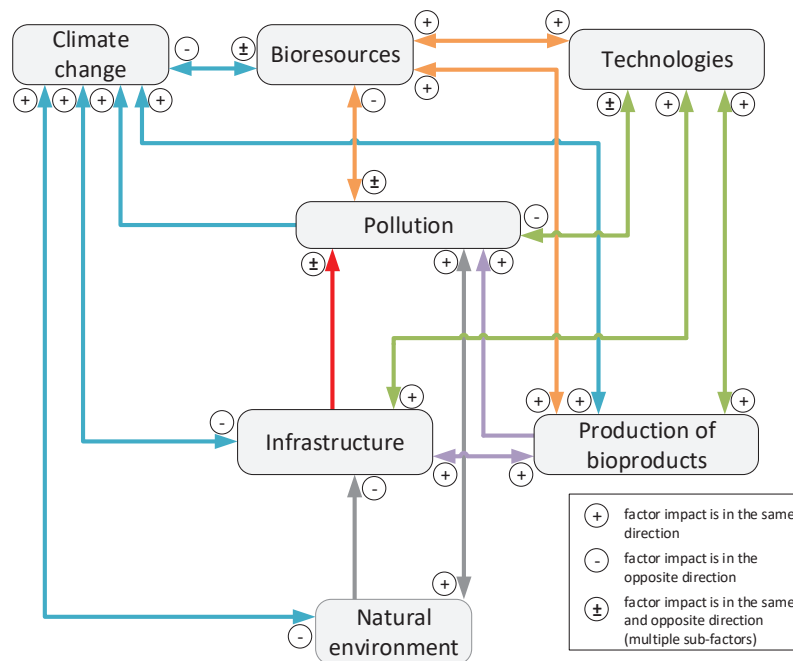 + +
Climate
change
- ±
Bioresources
Technologies
+ + + +
+
± + +
-
±
Pollution
-
± + +
+ + + +
-
Infrastructure
Production of
bioproducts
+ +
-
+
Natural
environment
-
+ factor impact is in the same
direction
- factor impact is in the
opposite direction
± factor impact is in the same
and opposite direction
(multiple sub-factors)